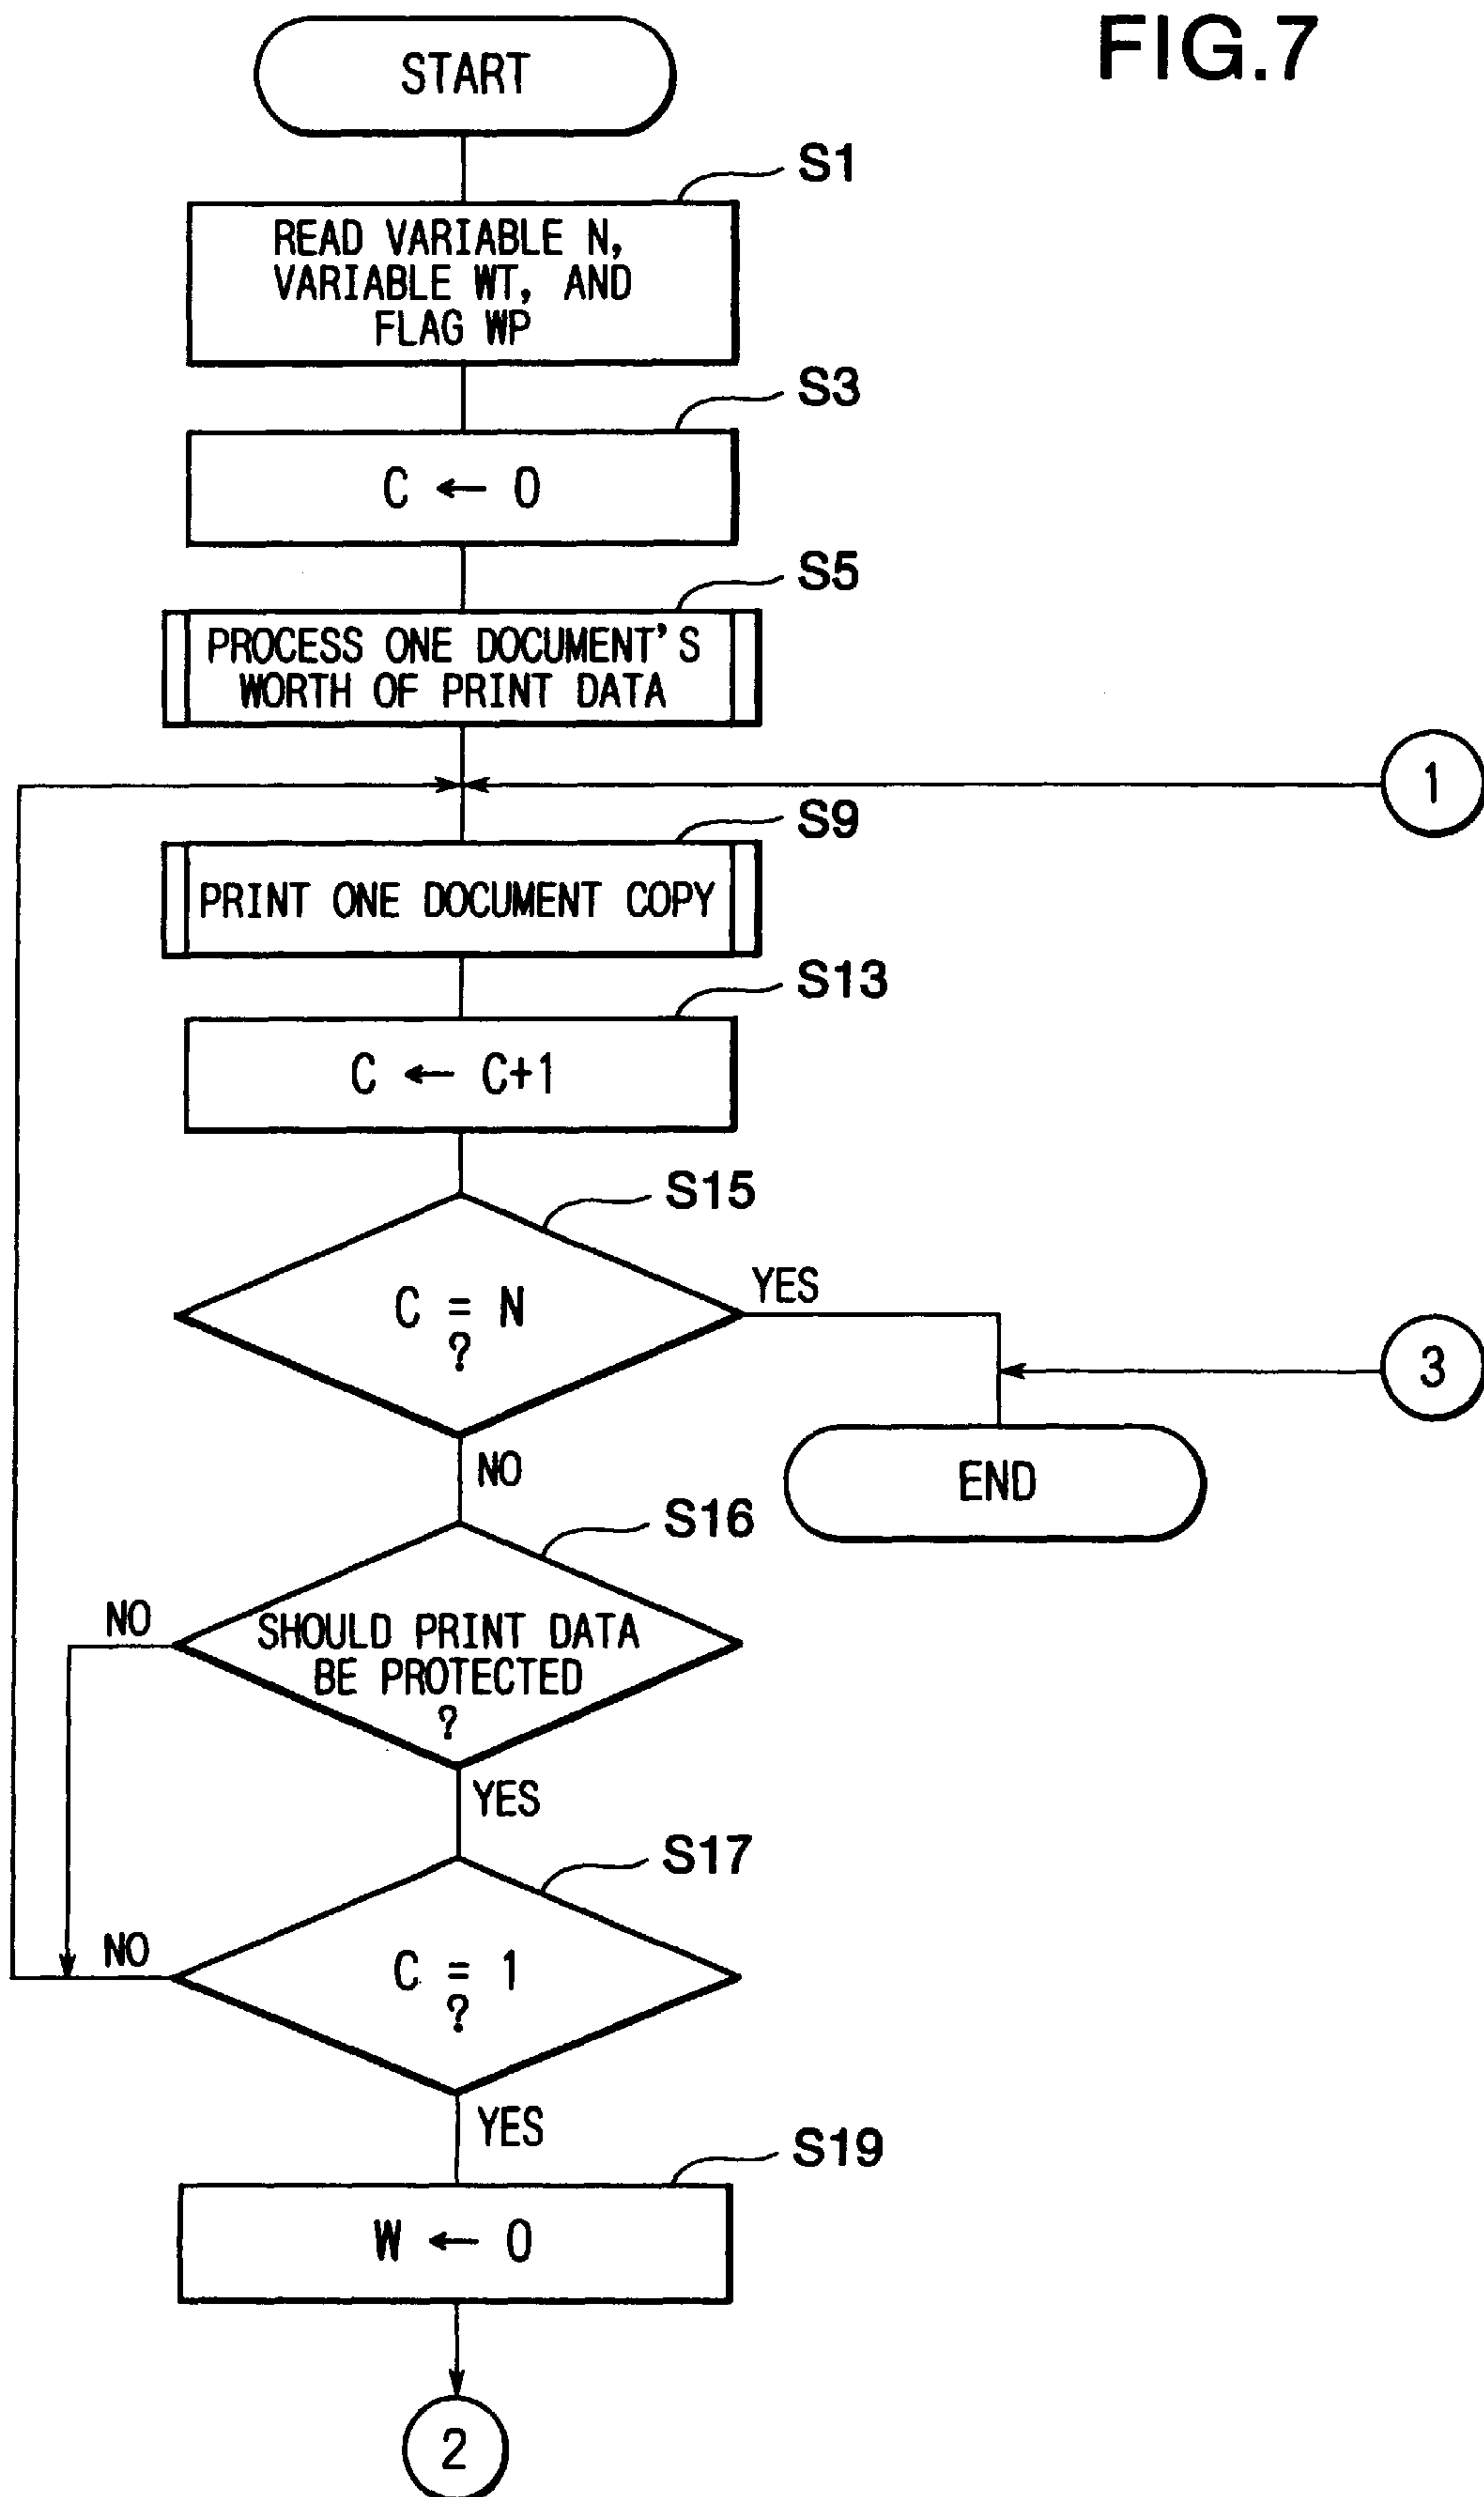 FIG.7
START
S1
READ VARIABLE N,
VARIABLE WT, AND
FLAG WP
S3
C ← 0
S5
PROCESS ONE DOCUMENT'S
WORTH OF PRINT DATA
1
S9
PRINT ONE DOCUMENT COPY
S13
C ← C+1
S15
C = N
?
YES
3
NO
END
S16
NO
SHOULD PRINT DATA
BE PROTECTED
?
YES
S17
NO
C = 1
?
YES
S19
W ← 0
2